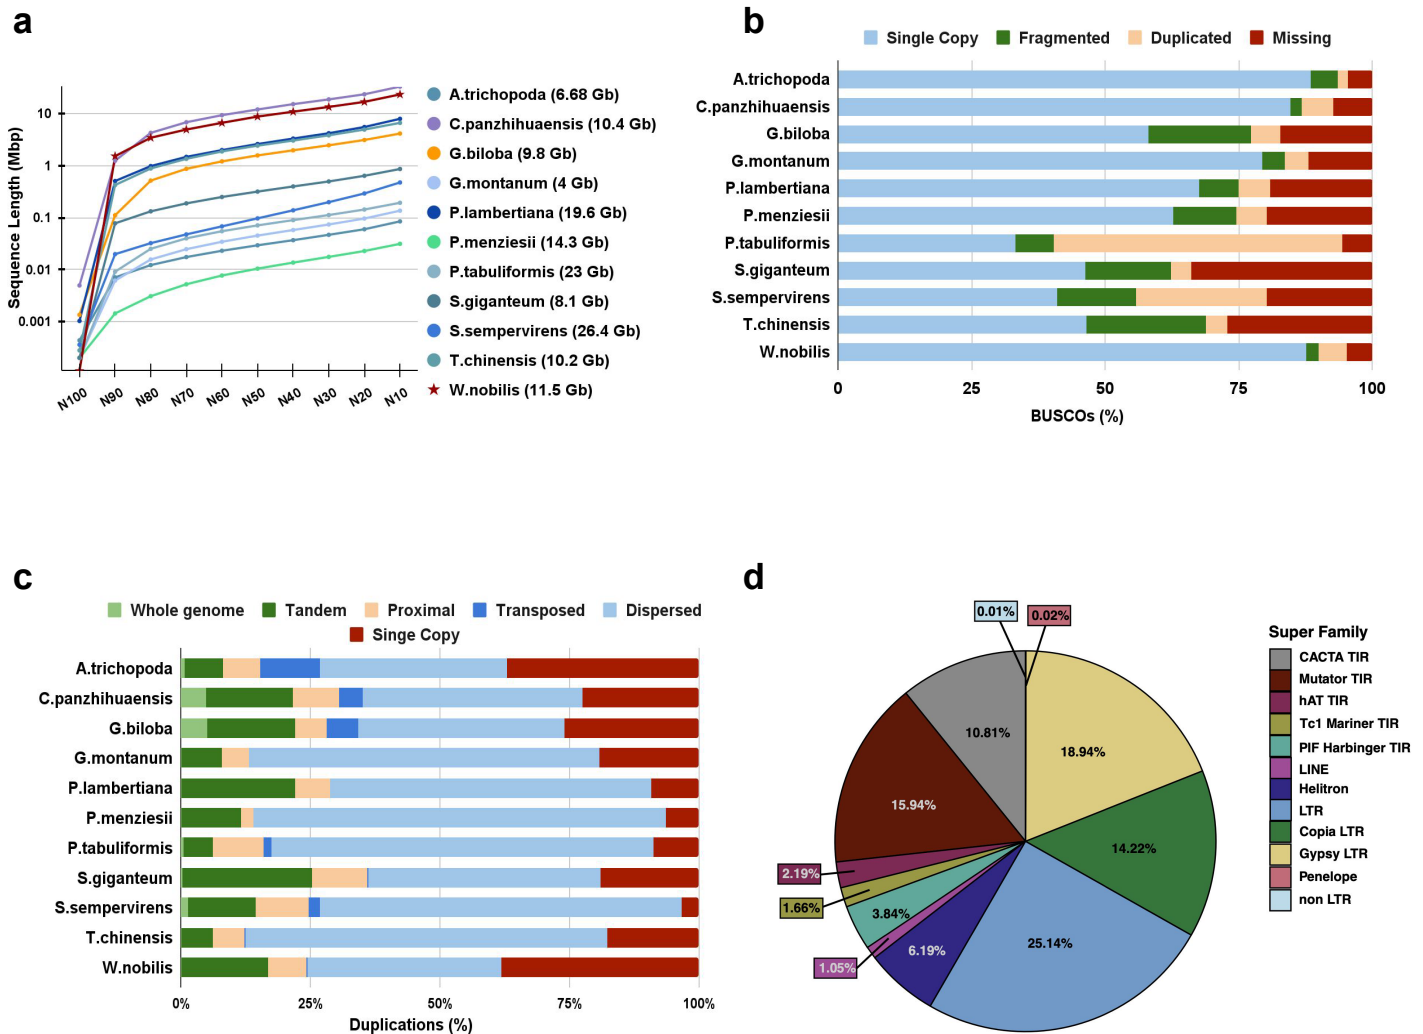 a
Sequence Length (Mbp)
10
1
0.1
0.01
0.001
N100
N90
N80
N70
N60
N50
N40
N30
N20
N10
A.trichopoda (6.68 Gb)
C.panzhihuaensis (10.4 Gb)
G.biloba (9.8 Gb)
G.montanum (4 Gb)
P.lambertiana (19.6 Gb)
P.menziesii (14.3 Gb)
P.tabuliformis (23 Gb)
S.giganteum (8.1 Gb)
S.sempervirens (26.4 Gb)
T.chinensis (10.2 Gb)
W.nobilis (11.5 Gb)
b
Single Copy Fragmented Duplicated Missing
A.trichopoda
C.panzhihuaensis
G.biloba
G.montanum
P.lambertiana
P.menziesii
P.tabuliformis
S.giganteum
S.sempervirens
T.chinensis
W.nobilis
0 25 50 75 100
BUSCOs (%)
c
Whole genome Tandem Proximal Transposed Dispersed
Singe Copy
A.trichopoda
C.panzhihuaensis
G.biloba
G.montanum
P.lambertiana
P.menziesii
P.tabuliformis
S.giganteum
S.sempervirens
T.chinensis
W.nobilis
0% 25% 50% 75% 100%
Duplications (%)
d
0.01%
0.02%
10.81%
18.94%
15.94%
14.22%
2.19%
1.66%
3.84%
1.05%
6.19%
25.14%
Super Family
CACTA TIR
Mutator TIR
hAT TIR
Tc1 Mariner TIR
PIF Harbinger TIR
LINE
Helitron
LTR
Copia LTR
Gypsy LTR
Penelope
non LTR